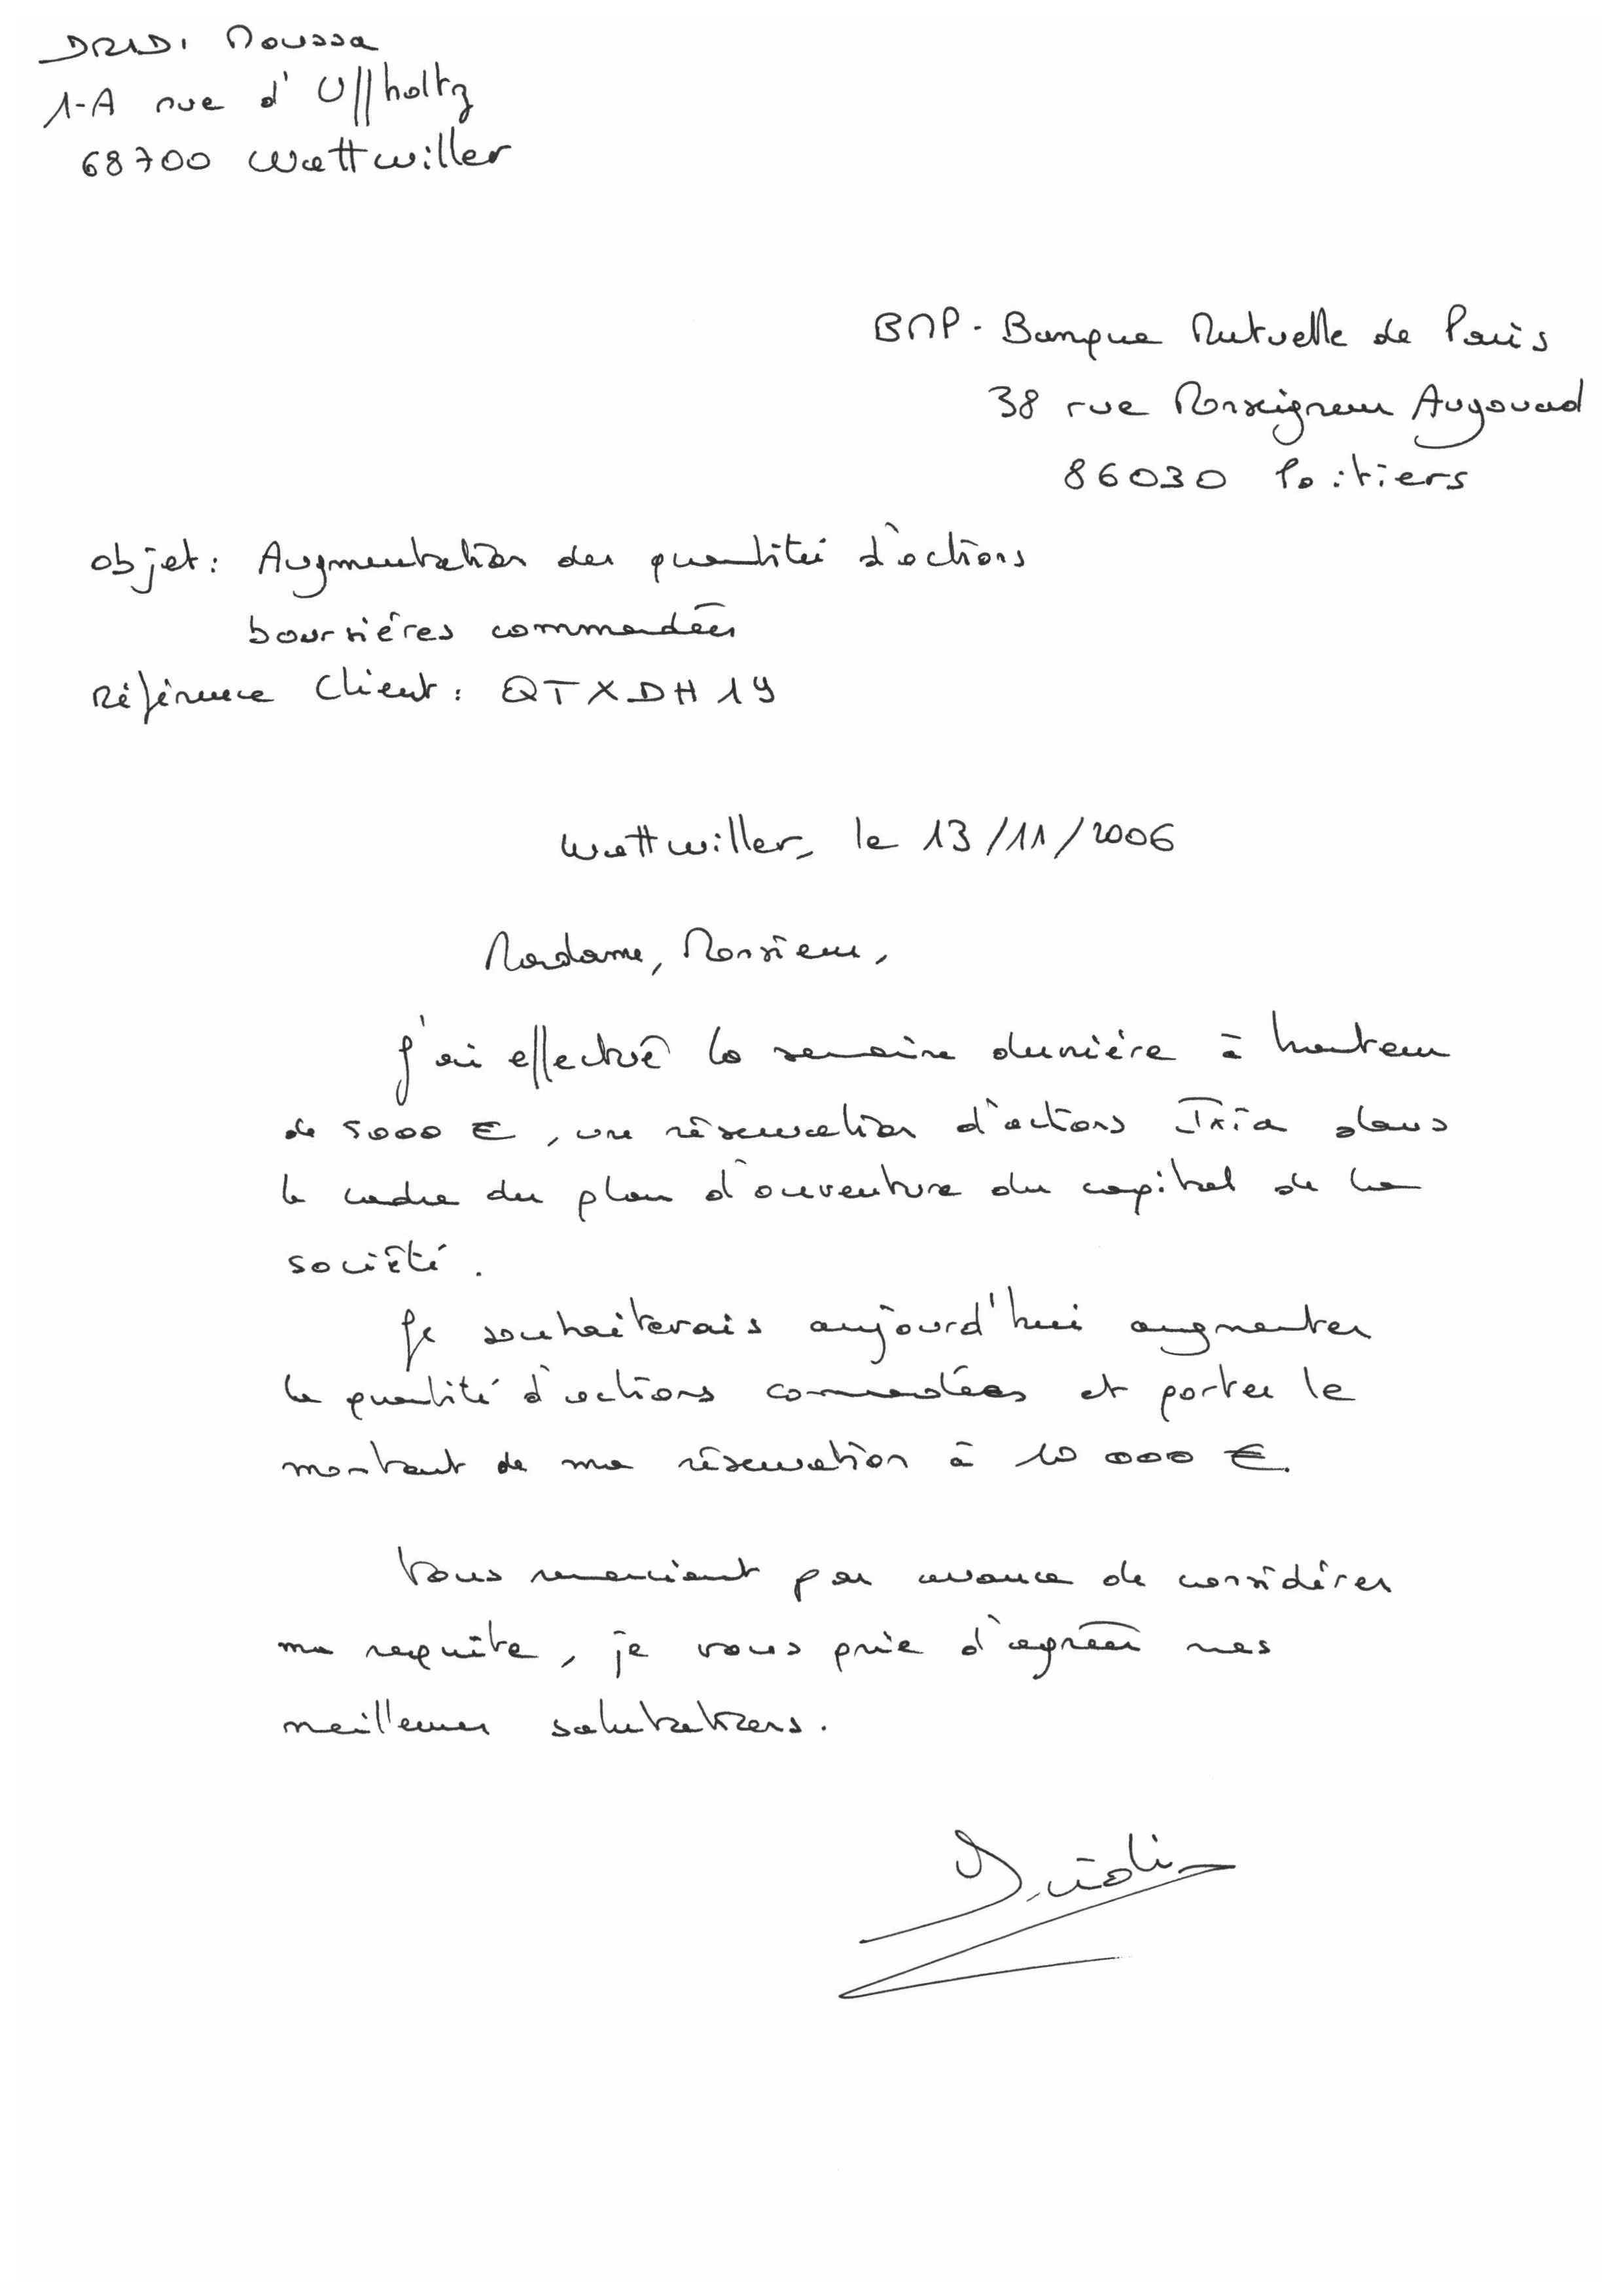 DRIDI Moussa
1-A rue d'Uffholtz
68700 Wattwiller
BMP - Banque Mutuelle de Paris
38 rue Monseigneur Augouard
86030 Poitiers
Objet : Augmentation des quantités d'actions
boursières commandées
Référence Client : QTXDH19
Wattwiller, le 13/11/2006
Madame, Monsieur,
J'ai effectué la semaine dernière à hauteur
de 5000 €, une réservation d'actions Ixia dans
le cadre du plan d'ouverture du capital de la
société.
Je souhaiterais aujourd'hui augmenter
la quantité d'actions commandées et porter le
montant de ma réservation à 10 000 €.
Vous remerciant par avance de considérer
ma requête, je vous prie d'agréer mes
meilleures salutations.
Dridi